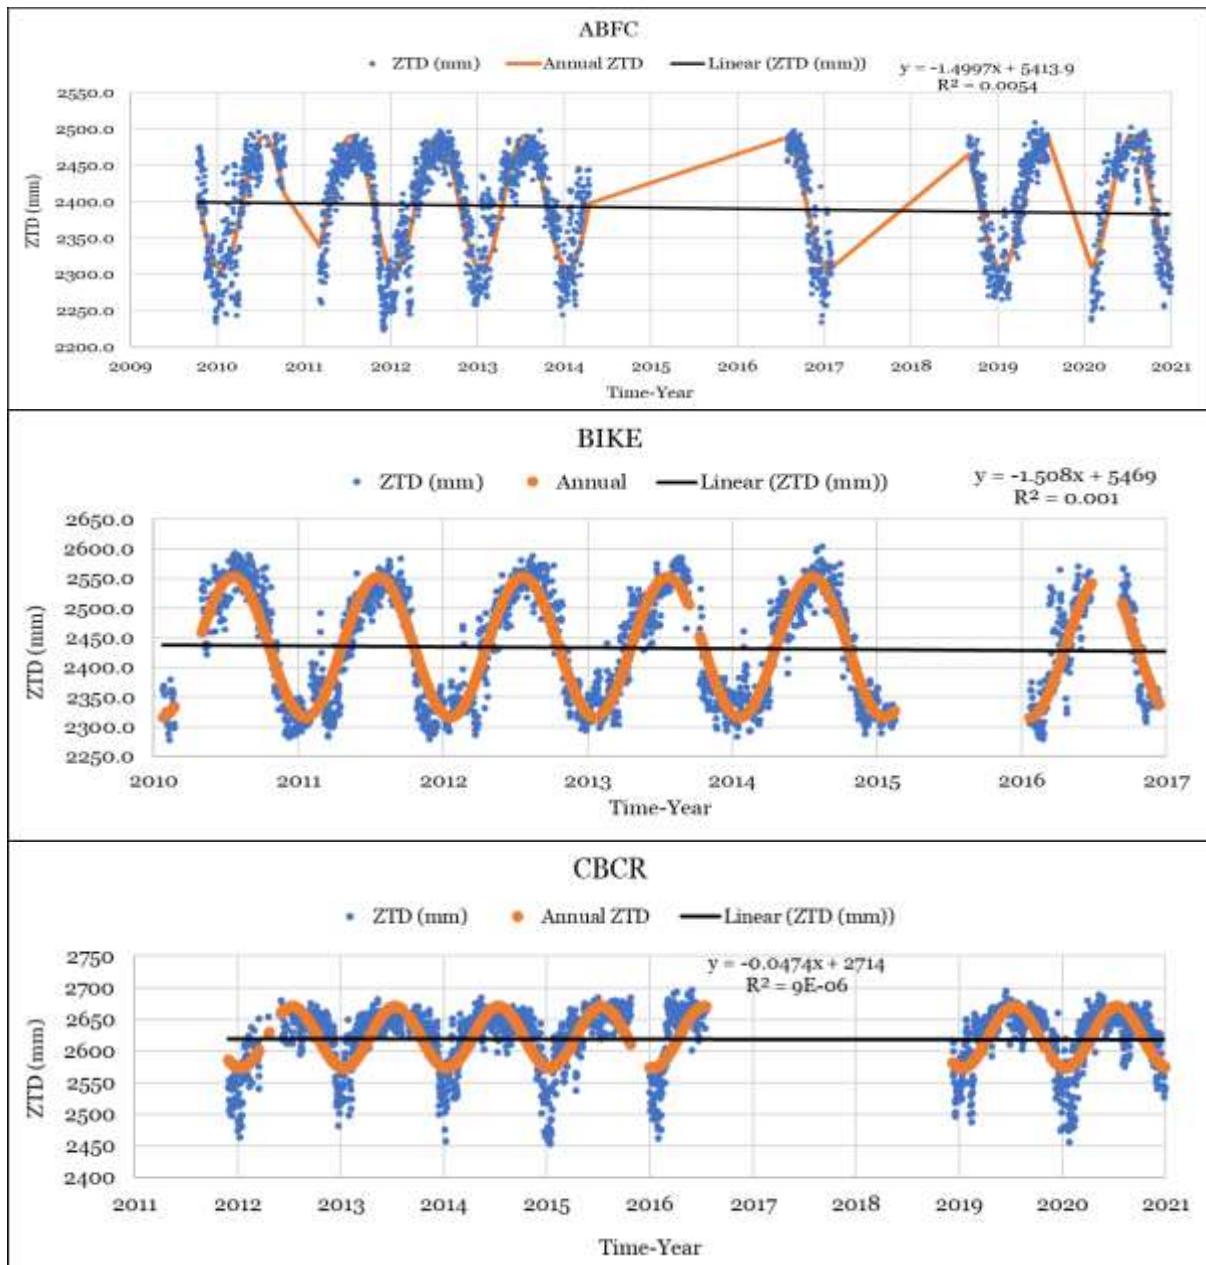 ABFC
ZTD (mm) Annual ZTD Linear (ZTD (mm)) y = -1.4997x + 5413.9
R² = 0.0054
2550.0
2500.0
2450.0
2400.0
2350.0
2300.0
2250.0
2200.0
ZTD (mm)
2009 2010 2011 2012 2013 2014 2015 2016 2017 2018 2019 2020 2021
Time-Year
BIKE
ZTD (mm) Annual Linear (ZTD (mm)) y = -1.508x + 5469
R² = 0.001
2650.0
2600.0
2550.0
2500.0
2450.0
2400.0
2350.0
2300.0
2250.0
ZTD (mm)
2010 2011 2012 2013 2014 2015 2016 2017
Time-Year
CBCR
ZTD (mm) Annual ZTD Linear (ZTD (mm))
y = -0.0474x + 2714
R² = 9E-06
2750
2700
2650
2600
2550
2500
2450
2400
ZTD (mm)
2011 2012 2013 2014 2015 2016 2017 2018 2019 2020 2021
Time-Year